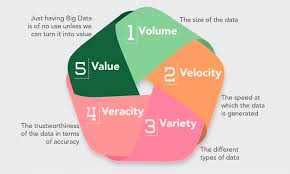 Just having Big Data
is of no use unless we
can turn it into value
1 Volume
The size of the data
5 Value
2 Velocity
The speed at
which the data
is generated
4 Veracity
The trustworthiness
of the data in terms
of accuracy
3 Variety
The different
types of data